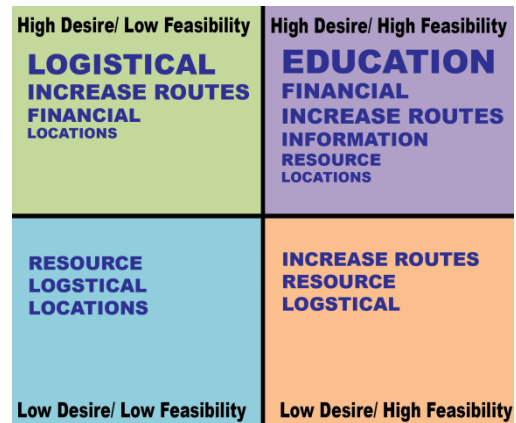 High Desire/ Low Feasibility
LOGISTICAL
INCREASE ROUTES
FINANCIAL
LOCATIONS
High Desire/ High Feasibility
EDUCATION
FINANCIAL
INCREASE ROUTES
INFORMATION
RESOURCE
LOCATIONS
RESOURCE
LOGSTICAL
LOCATIONS
Low Desire/ Low Feasibility
INCREASE ROUTES
RESOURCE
LOGSTICAL
Low Desire/ High Feasibility